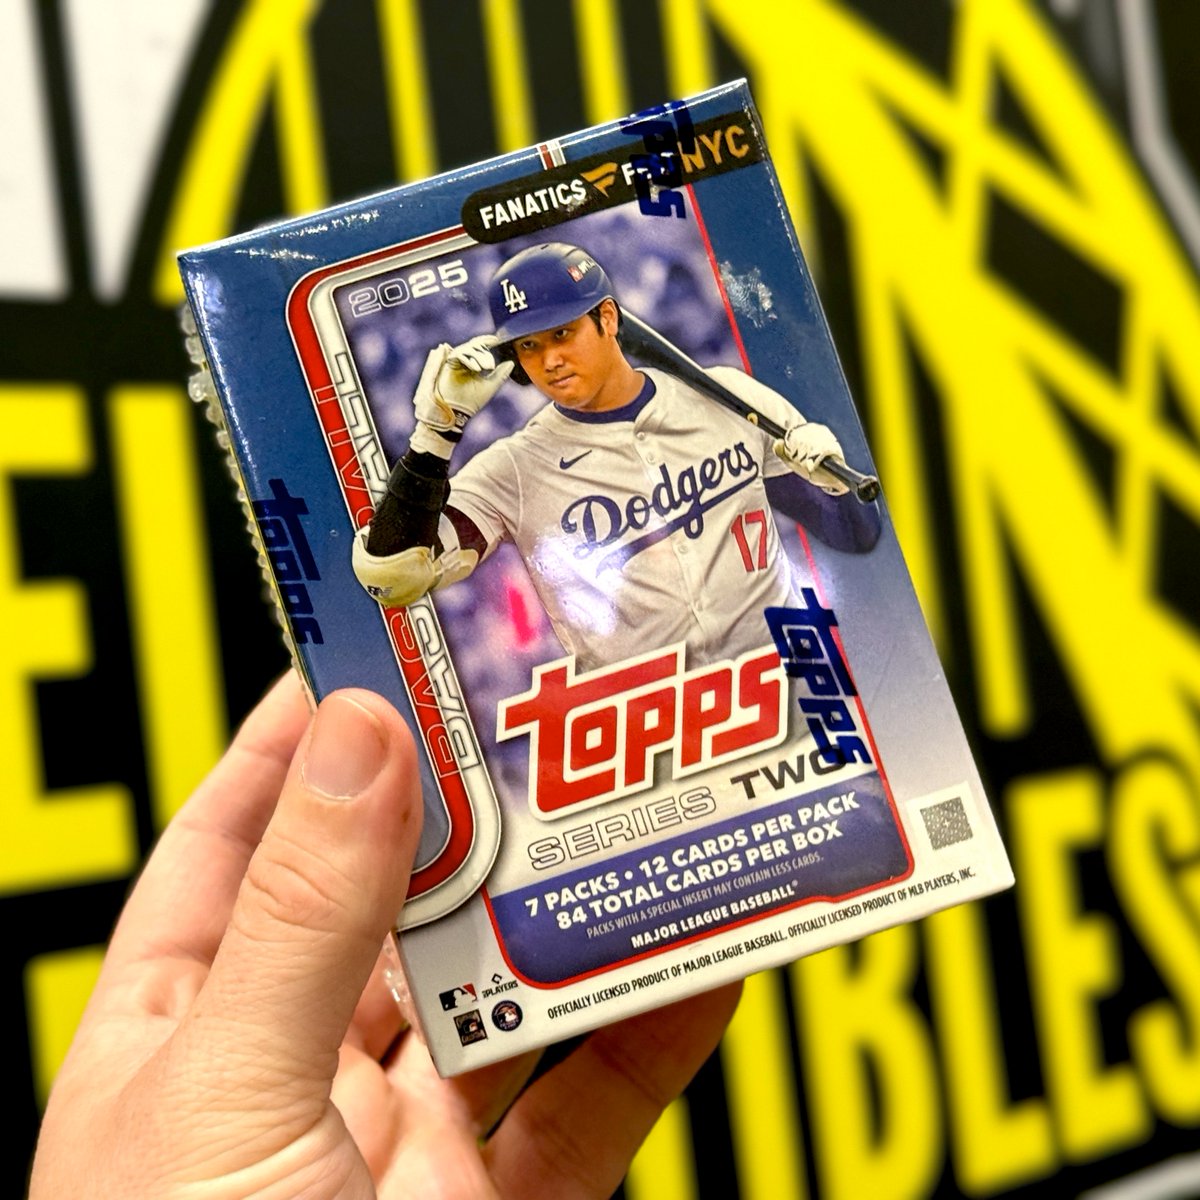 FANATICS
NYC
topps
2025
LA
Dodgers
17
topps
topps
topps
SERIES TWO
7 PACKS • 12 CARDS PER PACK
84 TOTAL CARDS PER BOX
PACKS WITH A SPECIAL INSERT MAY CONTAIN LESS CARDS.
MAJOR LEAGUE BASEBALL®
OFFICIALLY LICENSED PRODUCT OF MAJOR LEAGUE BASEBALL. OFFICIALLY LICENSED PRODUCT OF MLB PLAYERS, INC.
PLAYERS